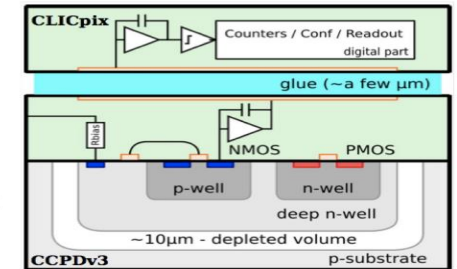 CLICpix
Counters / Conf / Readout
digital part
glue (~a few µm)
Rbias
NMOS
PMOS
p-well
n-well
deep n-well
~10µm - depleted volume
CCPDv3
p-substrate